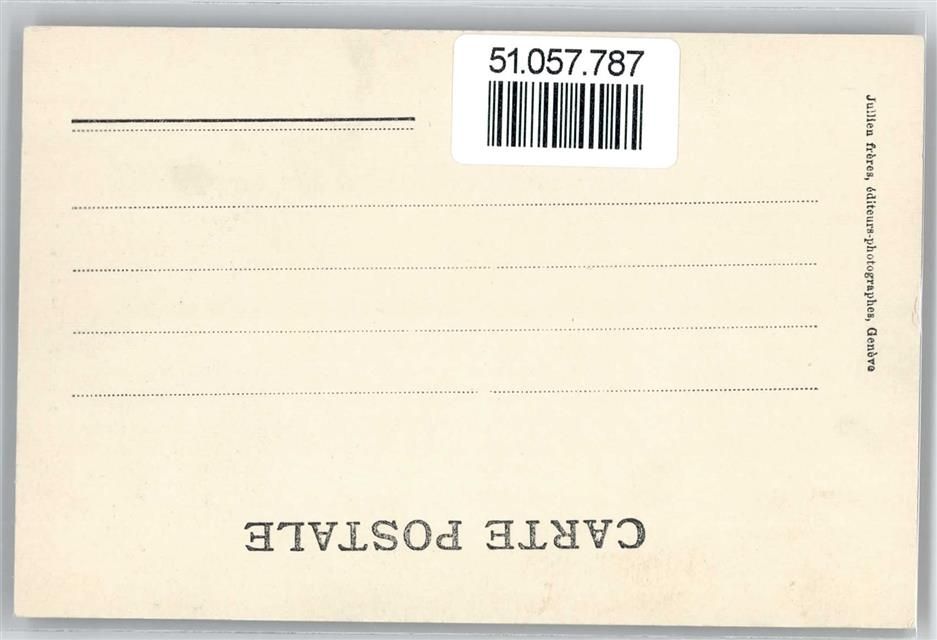 51.057.787
Jullien frères, éditeurs-photographes, Genève
CARTE POSTALE